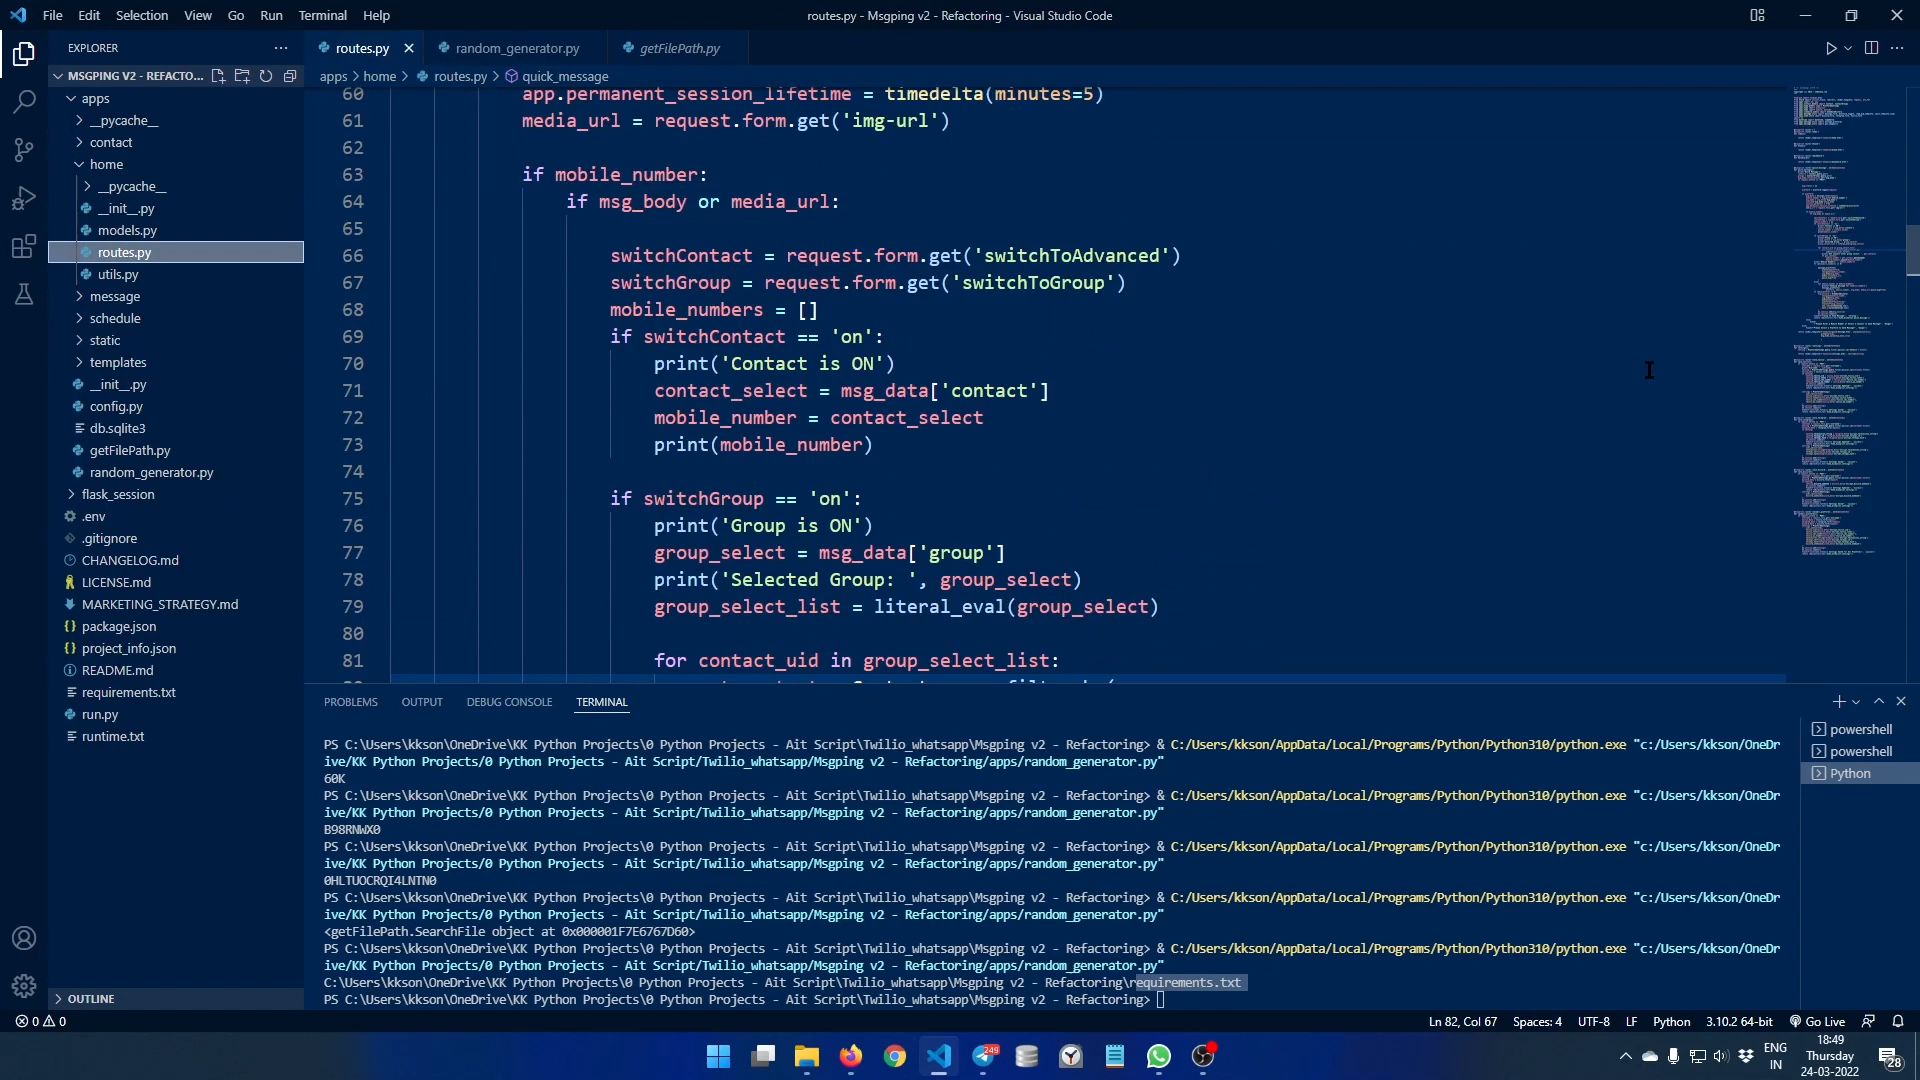 File Edit Selection View Go Run Terminal Help
routes.py - Msgping v2 - Refactoring - Visual Studio Code
EXPLORER
routes.py
random_generator.py
getFilePath.py
MSGPING V2 - REFACTO...
apps > home > routes.py > quick_message
apps
__pycache__
contact
home
__pycache__
__init__.py
models.py
routes.py
utils.py
message
schedule
static
templates
__init__.py
config.py
db.sqlite3
getFilePath.py
random_generator.py
flask_session
.env
.gitignore
CHANGELOG.md
LICENSE.md
MARKETING_STRATEGY.md
package.json
project_info.json
README.md
requirements.txt
run.py
runtime.txt
OUTLINE
60 app.permanent_session_lifetime = timedelta(minutes=5)
61 media_url = request.form.get('img-url')
62
63 if mobile_number:
64 if msg_body or media_url:
65
66 switchContact = request.form.get('switchToAdvanced')
67 switchGroup = request.form.get('switchToGroup')
68 mobile_numbers = []
69 if switchContact == 'on':
70 print('Contact is ON')
71 contact_select = msg_data['contact']
72 mobile_number = contact_select
73 print(mobile_number)
74
75 if switchGroup == 'on':
76 print('Group is ON')
77 group_select = msg_data['group']
78 print('Selected Group: ', group_select)
79 group_select_list = literal_eval(group_select)
80
81 for contact_uid in group_select_list:
PROBLEMS OUTPUT DEBUG CONSOLE TERMINAL
PS C:\Users\kkson\OneDrive\KK Python Projects\0 Python Projects - Ait Script\Twilio_whatsapp\Msgping v2 - Refactoring> & C:/Users/kkson/AppData/Local/Programs/Python/Python310/python.exe "c:/Users/kkson/OneDr
ive/KK Python Projects/0 Python Projects - Ait Script/Twilio_whatsapp/Msgping v2 - Refactoring/apps/random_generator.py"
60K
PS C:\Users\kkson\OneDrive\KK Python Projects\0 Python Projects - Ait Script\Twilio_whatsapp\Msgping v2 - Refactoring> & C:/Users/kkson/AppData/Local/Programs/Python/Python310/python.exe "c:/Users/kkson/OneDr
ive/KK Python Projects/0 Python Projects - Ait Script/Twilio_whatsapp/Msgping v2 - Refactoring/apps/random_generator.py"
B98RNWX0
PS C:\Users\kkson\OneDrive\KK Python Projects\0 Python Projects - Ait Script\Twilio_whatsapp\Msgping v2 - Refactoring> & C:/Users/kkson/AppData/Local/Programs/Python/Python310/python.exe "c:/Users/kkson/OneDr
ive/KK Python Projects/0 Python Projects - Ait Script/Twilio_whatsapp/Msgping v2 - Refactoring/apps/random_generator.py"
0HLTUOCRQI4LNTN0
PS C:\Users\kkson\OneDrive\KK Python Projects\0 Python Projects - Ait Script\Twilio_whatsapp\Msgping v2 - Refactoring> & C:/Users/kkson/AppData/Local/Programs/Python/Python310/python.exe "c:/Users/kkson/OneDr
ive/KK Python Projects/0 Python Projects - Ait Script/Twilio_whatsapp/Msgping v2 - Refactoring/apps/random_generator.py"
<getFilePath.SearchFile object at 0x000001F7E6767D60>
PS C:\Users\kkson\OneDrive\KK Python Projects\0 Python Projects - Ait Script\Twilio_whatsapp\Msgping v2 - Refactoring> & C:/Users/kkson/AppData/Local/Programs/Python/Python310/python.exe "c:/Users/kkson/OneDr
ive/KK Python Projects/0 Python Projects - Ait Script/Twilio_whatsapp/Msgping v2 - Refactoring/apps/random_generator.py"
C:\Users\kkson\OneDrive\KK Python Projects\0 Python Projects - Ait Script\Twilio_whatsapp\Msgping v2 - Refactoring\requirements.txt
PS C:\Users\kkson\OneDrive\KK Python Projects\0 Python Projects - Ait Script\Twilio_whatsapp\Msgping v2 - Refactoring>
powershell
powershell
Python
0 0
Ln 82, Col 67 Spaces: 4 UTF-8 LF Python 3.10.2 64-bit Go Live
249
ENG
IN
18:49
Thursday
24-03-2022
28